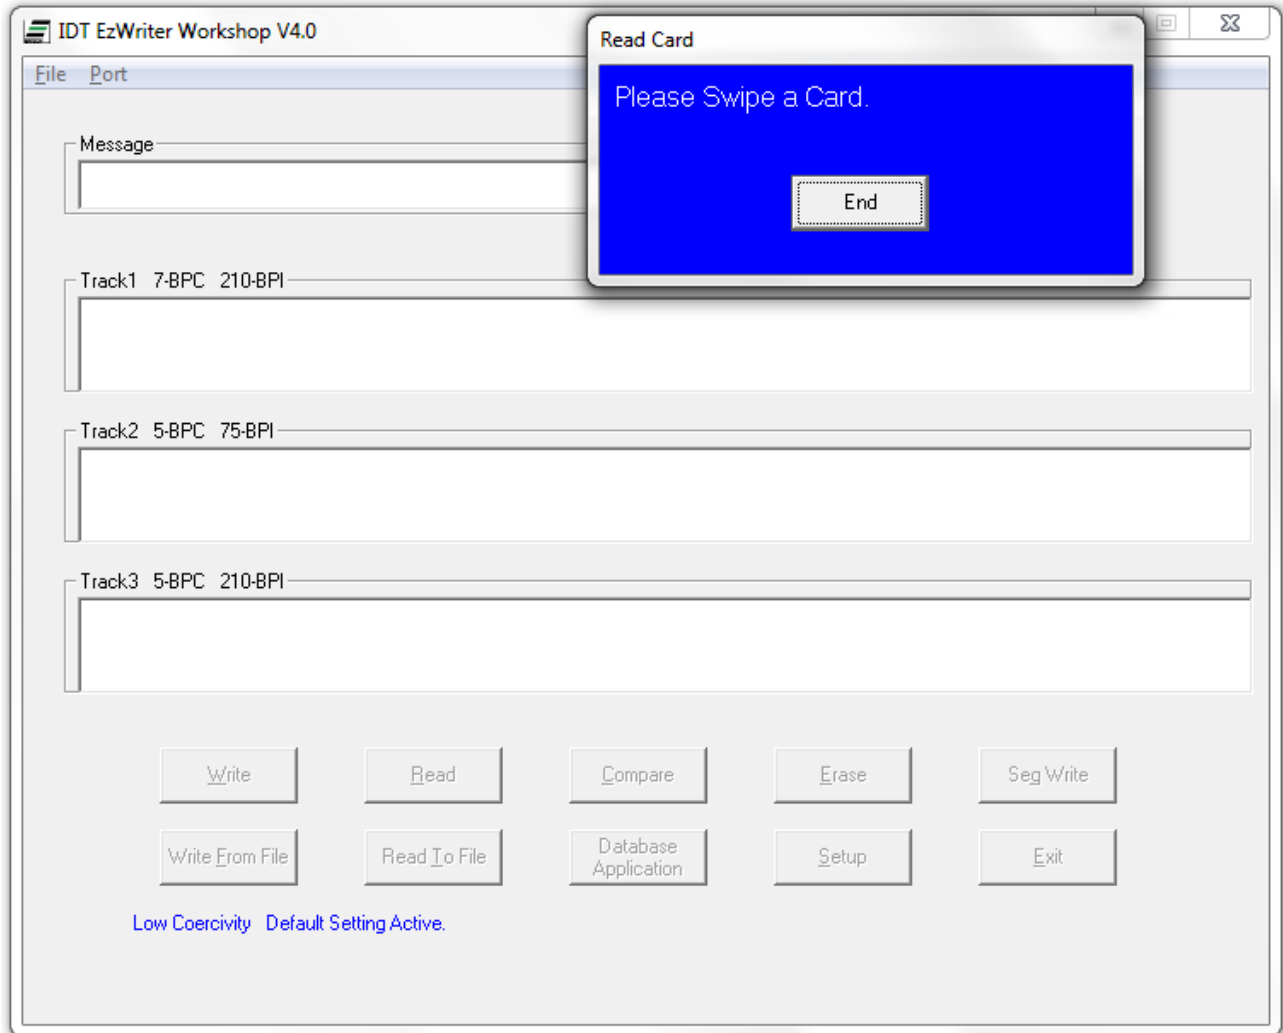 IDT EzWriter Workshop V4.0
File Port
Read Card
Please Swipe a Card.
End
Message
Track1 7-BPC 210-BPI
Track2 5-BPC 75-BPI
Track3 5-BPC 210-BPI
Write Read Compare Erase Seg Write
Write From File Read To File Database Application Setup Exit
Low Coercivity Default Setting Active.